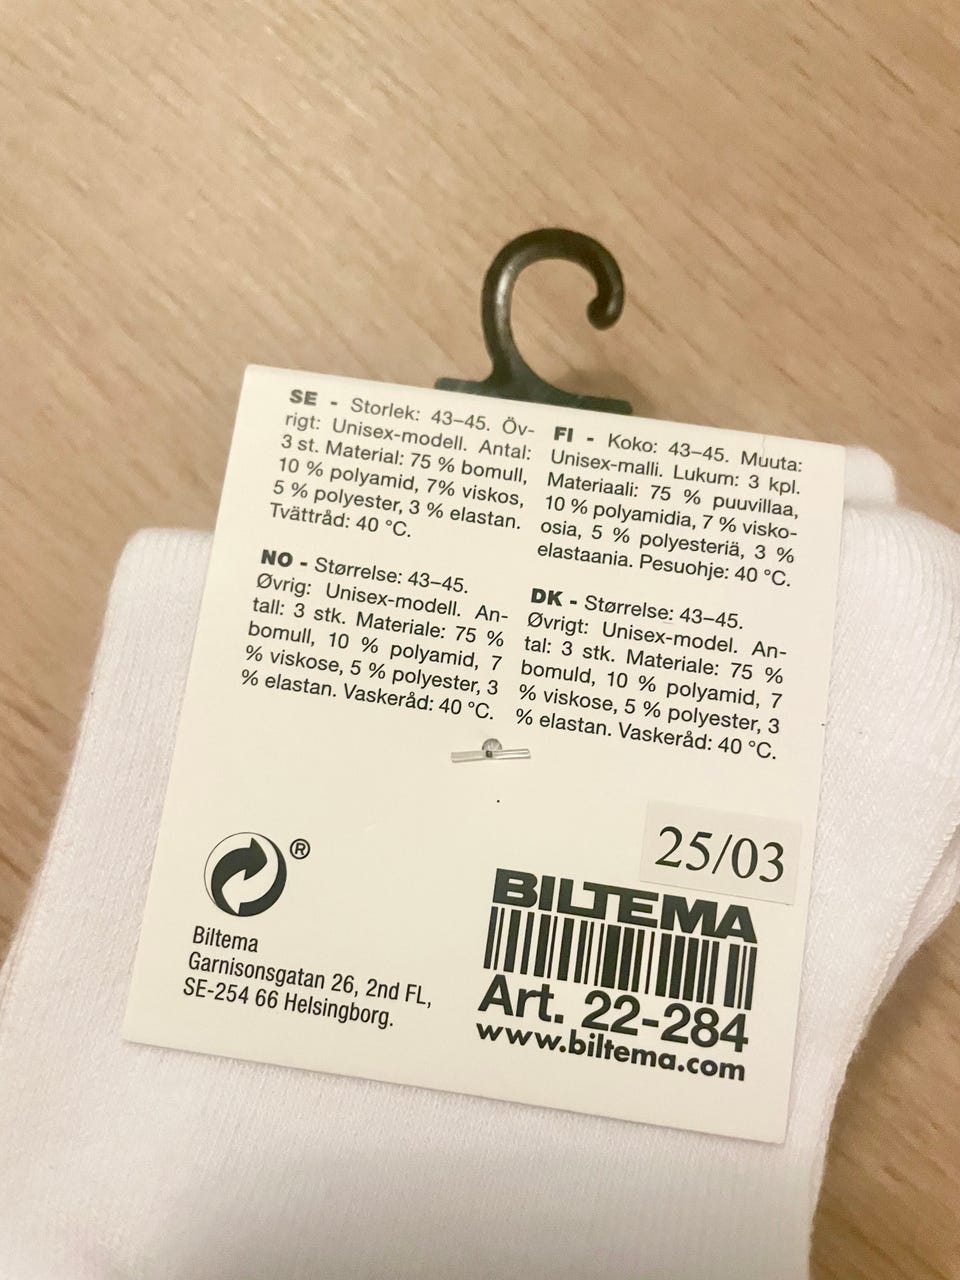 SE - Storlek: 43–45. Öv-
rigt: Unisex-modell. Antal:
3 st. Material: 75 % bomull,
10 % polyamid, 7% viskos,
5 % polyester, 3 % elastan.
Tvättråd: 40 °C.
FI - Koko: 43–45. Muuta:
Unisex-malli. Lukum: 3 kpl.
Materiaali: 75 % puuvillaa,
10 % polyamidia, 7 % visko-
osia, 5 % polyesteriä, 3 %
elastaania. Pesuohje: 40 °C.
NO - Størrelse: 43–45.
Øvrig: Unisex-modell. An-
tall: 3 stk. Materiale: 75 %
bomull, 10 % polyamid, 7
% viskose, 5 % polyester, 3
% elastan. Vaskeråd: 40 °C.
DK - Størrelse: 43–45.
Øvrigt: Unisex-model. An-
tal: 3 stk. Materiale: 75 %
bomuld, 10 % polyamid, 7
% viskose, 5 % polyester, 3
% elastan. Vaskeråd: 40 °C.
25/03
®
Biltema
Garnisonsgatan 26, 2nd FL,
SE-254 66 Helsingborg.
BILTEMA
Art. 22-284
www.biltema.com